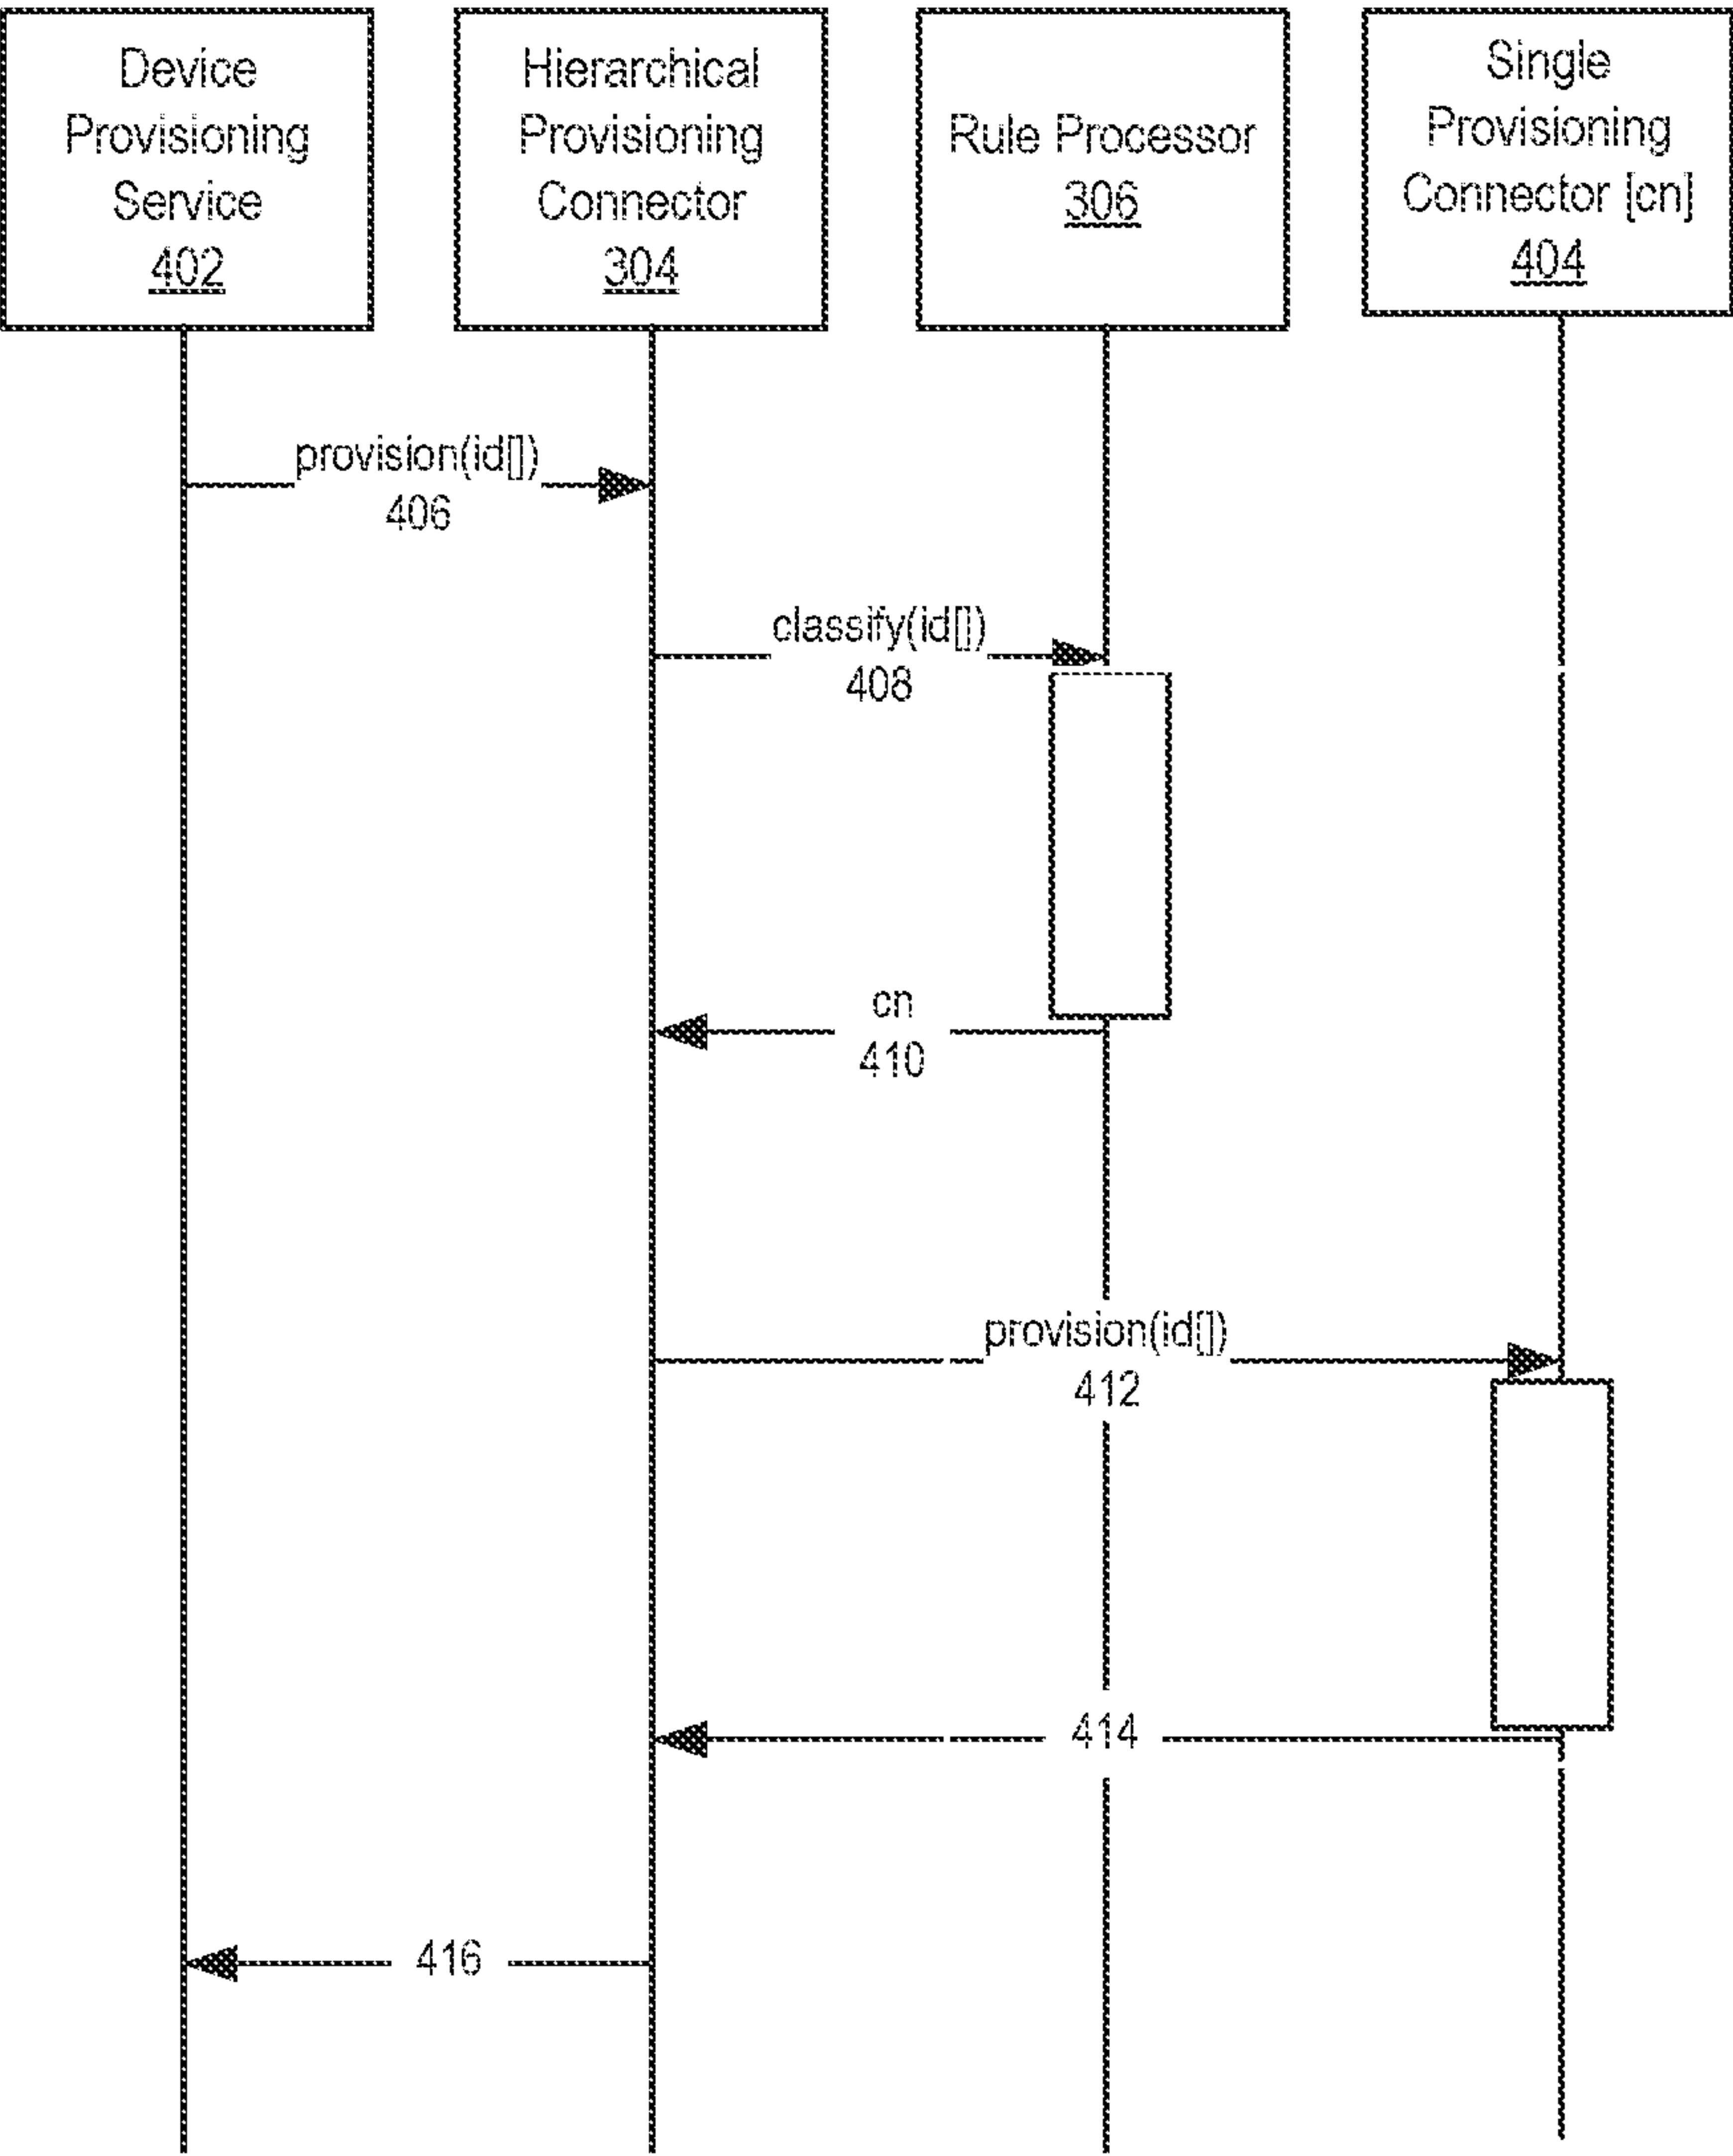 Device
Provisioning
Service
402
Hierarchical
Provisioning
Connector
304
Rule Processor
306
Single
Provisioning
Connector [cn]
404
provision(id[])
406
classify(id[])
408
cn
410
provision(id[])
412
414
416